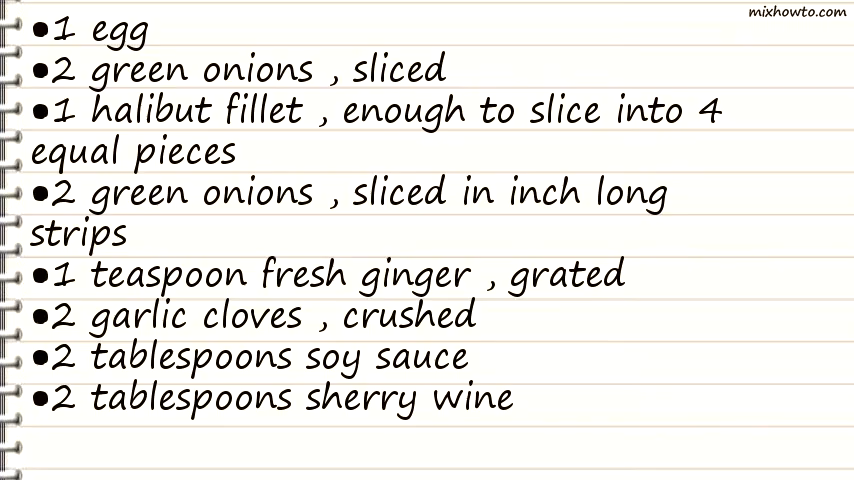 mixhowto.com
•1 egg
•2 green onions , sliced
•1 halibut fillet , enough to slice into 4
equal pieces
•2 green onions , sliced in inch long
strips
•1 teaspoon fresh ginger , grated
•2 garlic cloves , crushed
•2 tablespoons soy sauce
•2 tablespoons sherry wine